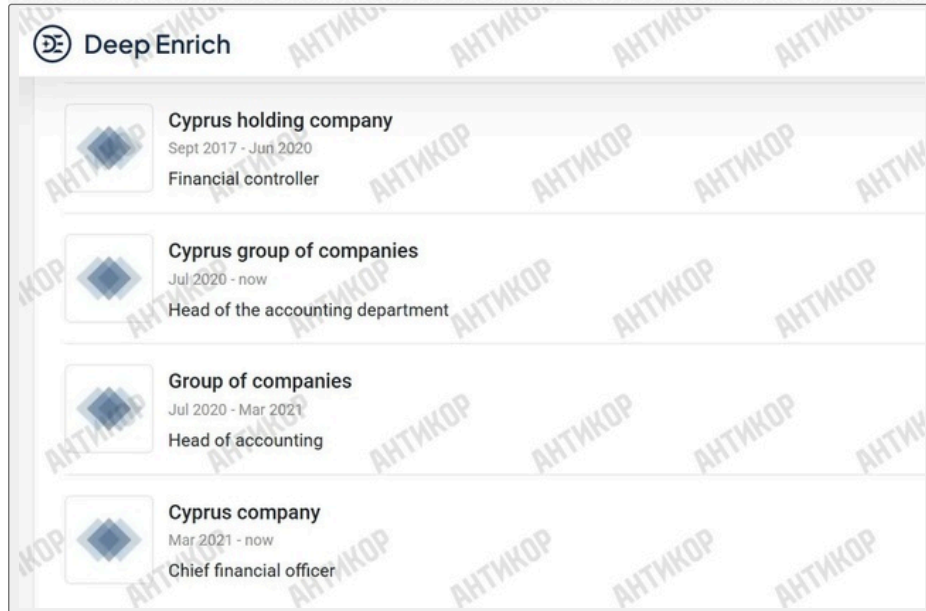 Deep Enrich
Cyprus holding company
Sept 2017 - Jun 2020
Financial controller
Cyprus group of companies
Jul 2020 - now
Head of the accounting department
Group of companies
Jul 2020 - Mar 2021
Head of accounting
Cyprus company
Mar 2021 - now
Chief financial officer
АНТИКОР